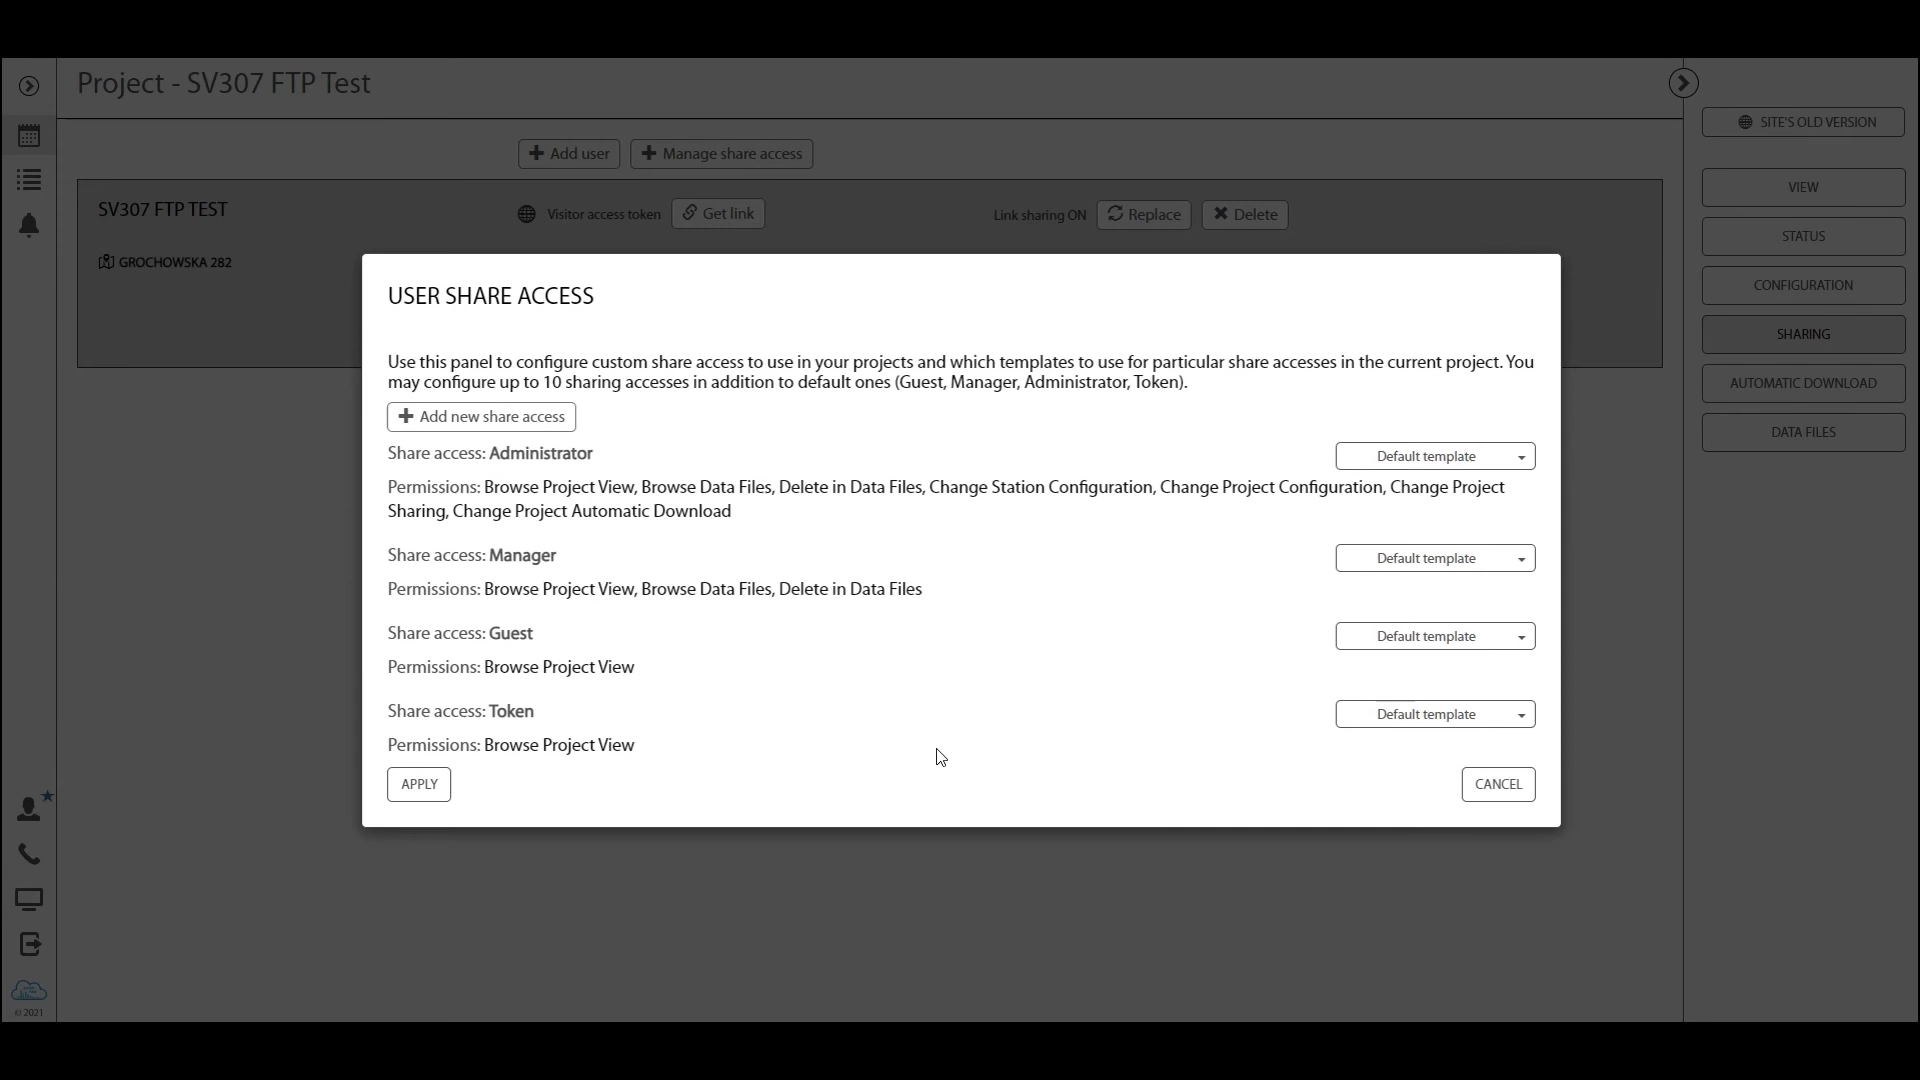 Project - SV307 FTP Test
SITE'S OLD VERSION
Add user
Manage share access
VIEW
SV307 FTP TEST
Visitor access token
Get link
Link sharing ON
Replace
Delete
STATUS
GROCHOWSKA 282
CONFIGURATION
SHARING
AUTOMATIC DOWNLOAD
DATA FILES
USER SHARE ACCESS
Use this panel to configure custom share access to use in your projects and which templates to use for particular share accesses in the current project. You
may configure up to 10 sharing accesses in addition to default ones (Guest, Manager, Administrator, Token).
Add new share access
Share access: Administrator
Default template
Permissions: Browse Project View, Browse Data Files, Delete in Data Files, Change Station Configuration, Change Project Configuration, Change Project
Sharing, Change Project Automatic Download
Share access: Manager
Default template
Permissions: Browse Project View, Browse Data Files, Delete in Data Files
Share access: Guest
Default template
Permissions: Browse Project View
Share access: Token
Default template
Permissions: Browse Project View
APPLY
CANCEL
© 2021